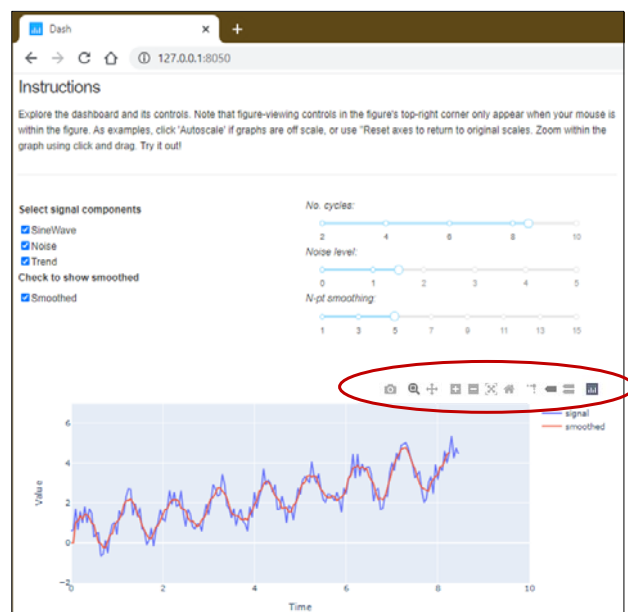 Dash
127.0.0.1:8050
Instructions
Explore the dashboard and its controls. Note that figure-viewing controls in the figure's top-right corner only appear when your mouse is
within the figure. As examples, click 'Autoscale' if graphs are off scale, or use "Reset axes to return to original scales. Zoom within the
graph using click and drag. Try it out!
Select signal components
SineWave
Noise
Trend
Check to show smoothed
Smoothed
No. cycles:
2 4 6 8 10
Noise level:
0 1 2 3 4 5
N-pt smoothing:
1 3 5 7 9 11 13 15
signal
smoothed
6
4
2
0
−2
Value
0 2 4 6 8 10
Time